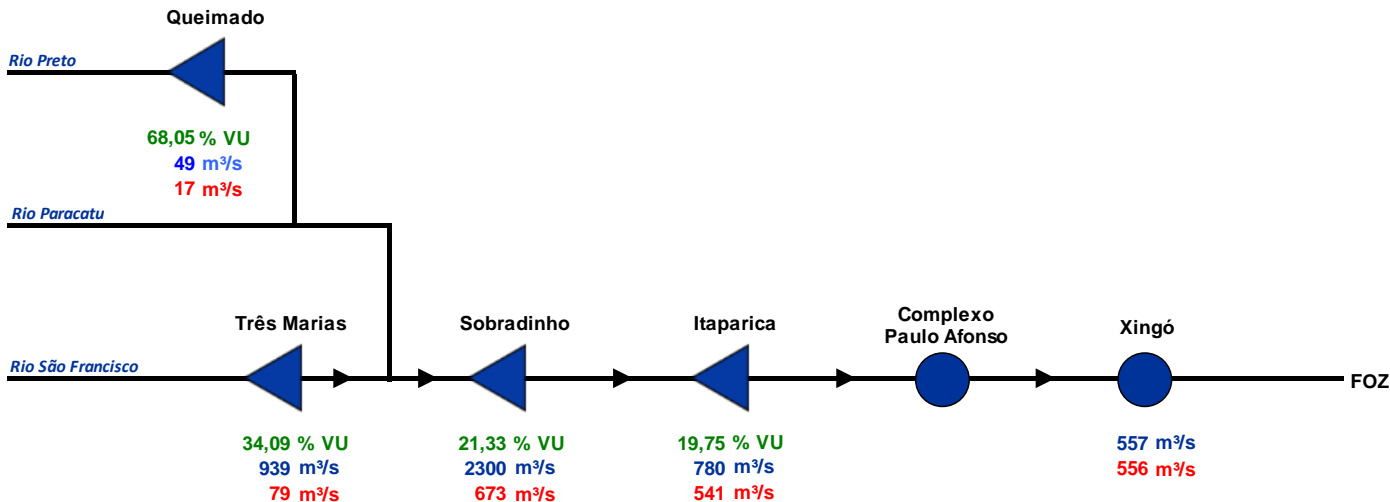 Queimado
Rio Preto
68,05 % VU
49 m³/s
17 m³/s
Rio Paracatu
Três Marias
Sobradinho
Itaparica
Complexo
Paulo Afonso
Xingó
Rio São Francisco
FOZ
34,09 % VU
939 m³/s
79 m³/s
21,33 % VU
2300 m³/s
673 m³/s
19,75 % VU
780 m³/s
541 m³/s
557 m³/s
556 m³/s